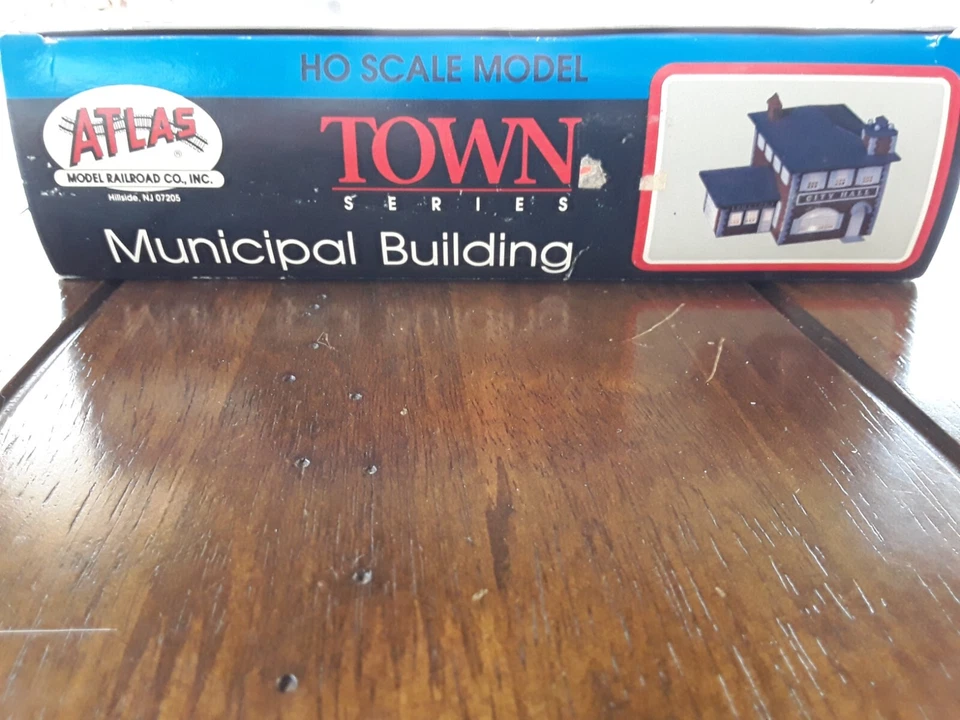 HO SCALE MODEL
ATLAS
®
MODEL RAILROAD CO., INC.
Hillside, NJ 07205
TOWN
SERIES
Municipal Building
CITY HALL